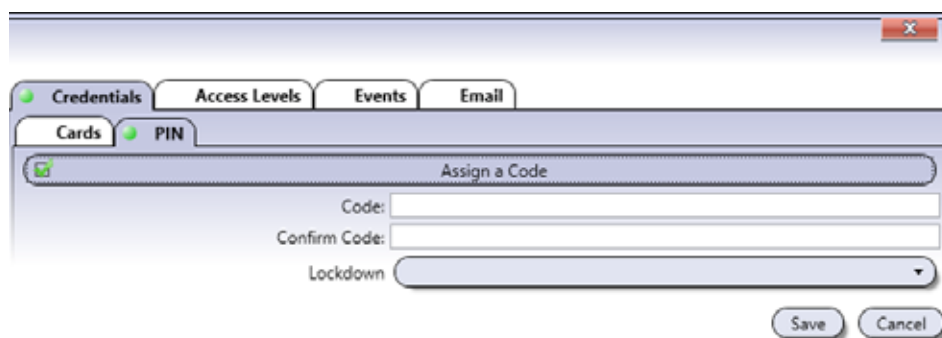 Credentials Access Levels Events Email
Cards PIN
Assign a Code
Code:
Confirm Code:
Lockdown
Save Cancel